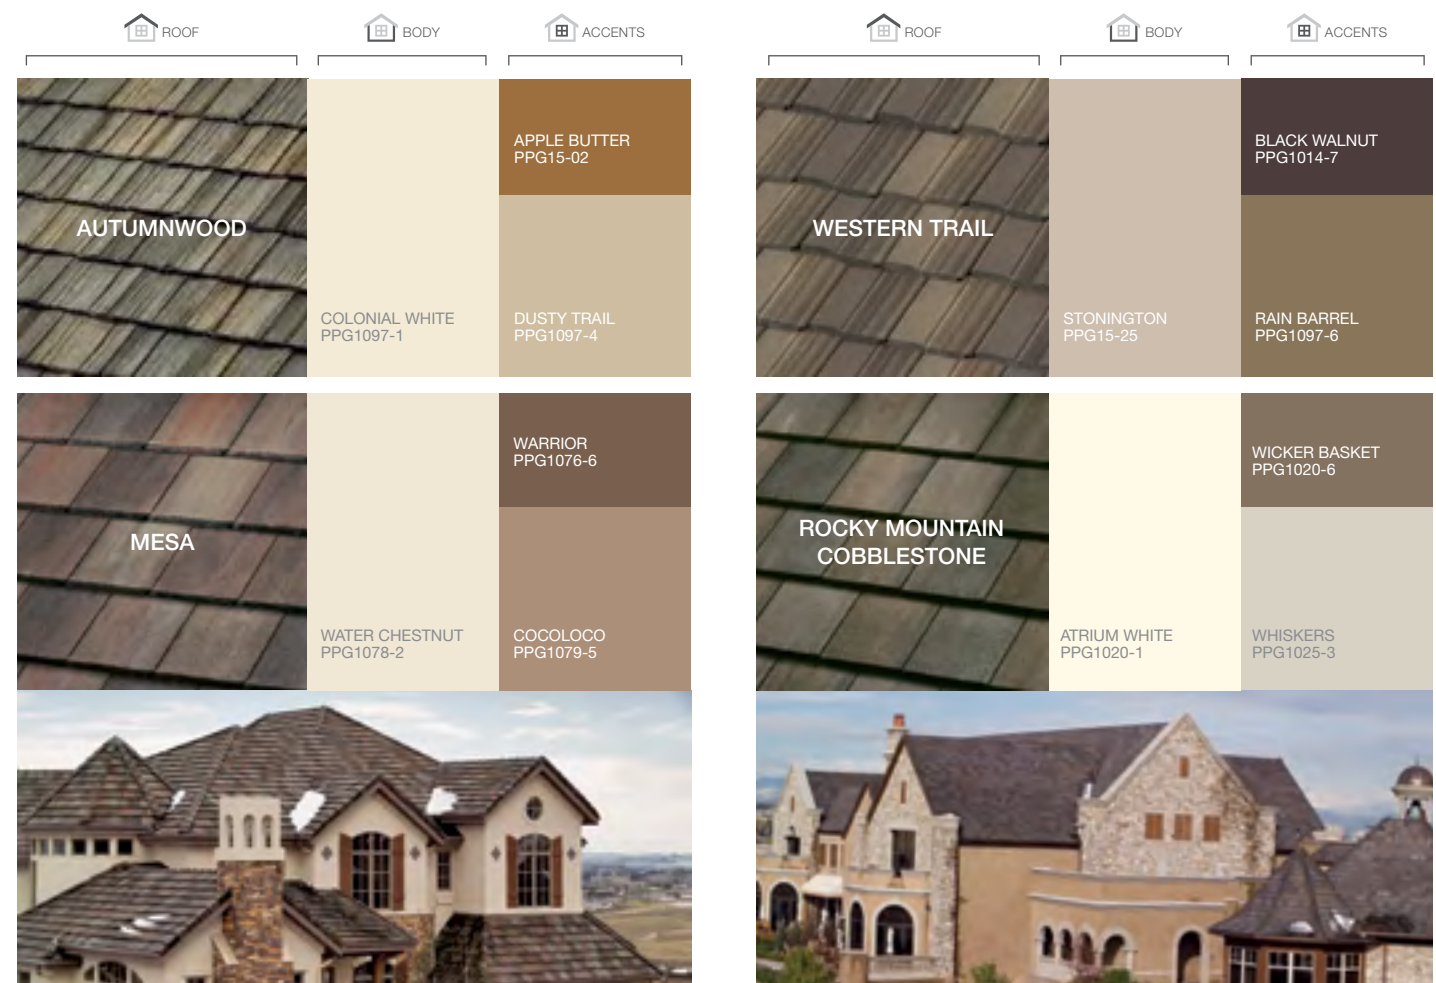 ROOF
BODY
ACCENTS
AUTUMNWOOD
COLONIAL WHITE
PPG1097-1
APPLE BUTTER
PPG15-02
DUSTY TRAIL
PPG1097-4
MESA
WATER CHESTNUT
PPG1078-2
WARRIOR
PPG1076-6
COCOLOCO
PPG1079-5
ROOF
BODY
ACCENTS
WESTERN TRAIL
STONINGTON
PPG15-25
BLACK WALNUT
PPG1014-7
RAIN BARREL
PPG1097-6
ROCKY MOUNTAIN
COBBLESTONE
ATRIUM WHITE
PPG1020-1
WICKER BASKET
PPG1020-6
WHISKERS
PPG1025-3